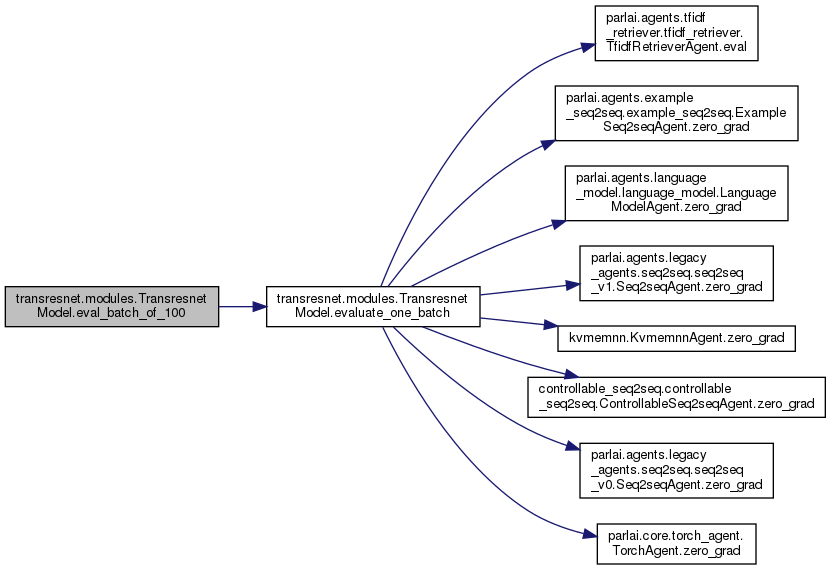 parlai.agents.tfidf
_retriever.tfidf_retriever.
TfidfRetrieverAgent.eval
parlai.agents.example
_seq2seq.example_seq2seq.Example
Seq2seqAgent.zero_grad
parlai.agents.language
_model.language_model.Language
ModelAgent.zero_grad
parlai.agents.legacy
_agents.seq2seq.seq2seq
_v1.Seq2seqAgent.zero_grad
transresnet.modules.Transresnet
Model.eval_batch_of_100
transresnet.modules.Transresnet
Model.evaluate_one_batch
kvmemnn.KvmemnnAgent.zero_grad
controllable_seq2seq.controllable
_seq2seq.ControllableSeq2seqAgent.zero_grad
parlai.agents.legacy
_agents.seq2seq.seq2seq
_v0.Seq2seqAgent.zero_grad
parlai.core.torch_agent.
TorchAgent.zero_grad